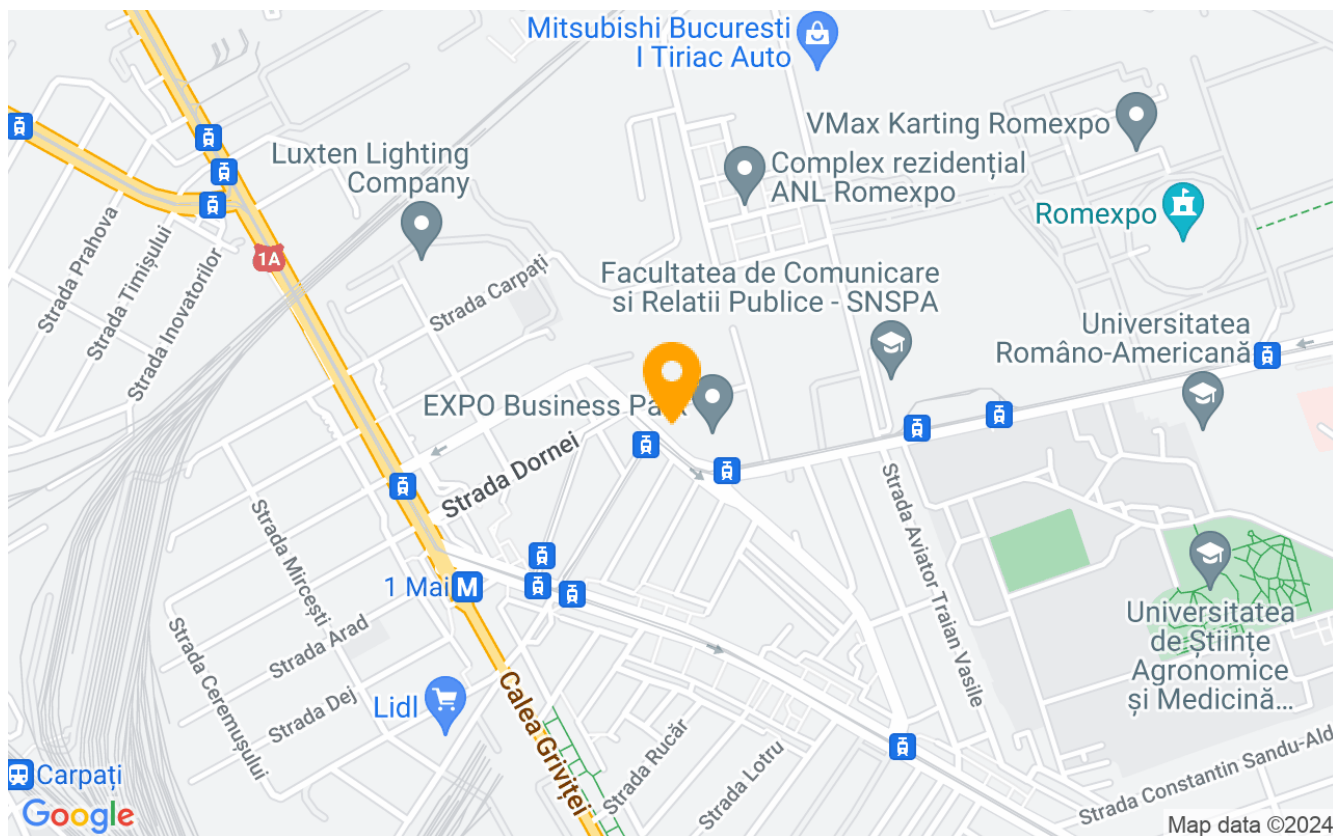 Mitsubishi Bucuresti
I Tiriac Auto
VMax Karting Romexpo
Luxten Lighting
Company
Complex rezidențial
ANL Romexpo
Romexpo
Strada Prahova
Strada Timișului
Strada Inovatorilor
1A
Strada Carpați
Facultatea de Comunicare
si Relatii Publice - SNSPA
Universitatea
Româno-Americană
EXPO Business Pa k
Strada Dornei
Strada Mircești
Strada Aviator Traian Vasile
1 Mai
M
Strada Arad
Strada Ceremușului
Strada Dej
Lidl
Calea Griviței
Strada Rucăr
Strada Lotru
Universitatea
de Științe
Agronomice
și Medicină...
Strada Constantin Sandu-Ald
Carpați
Google
Map data ©2024